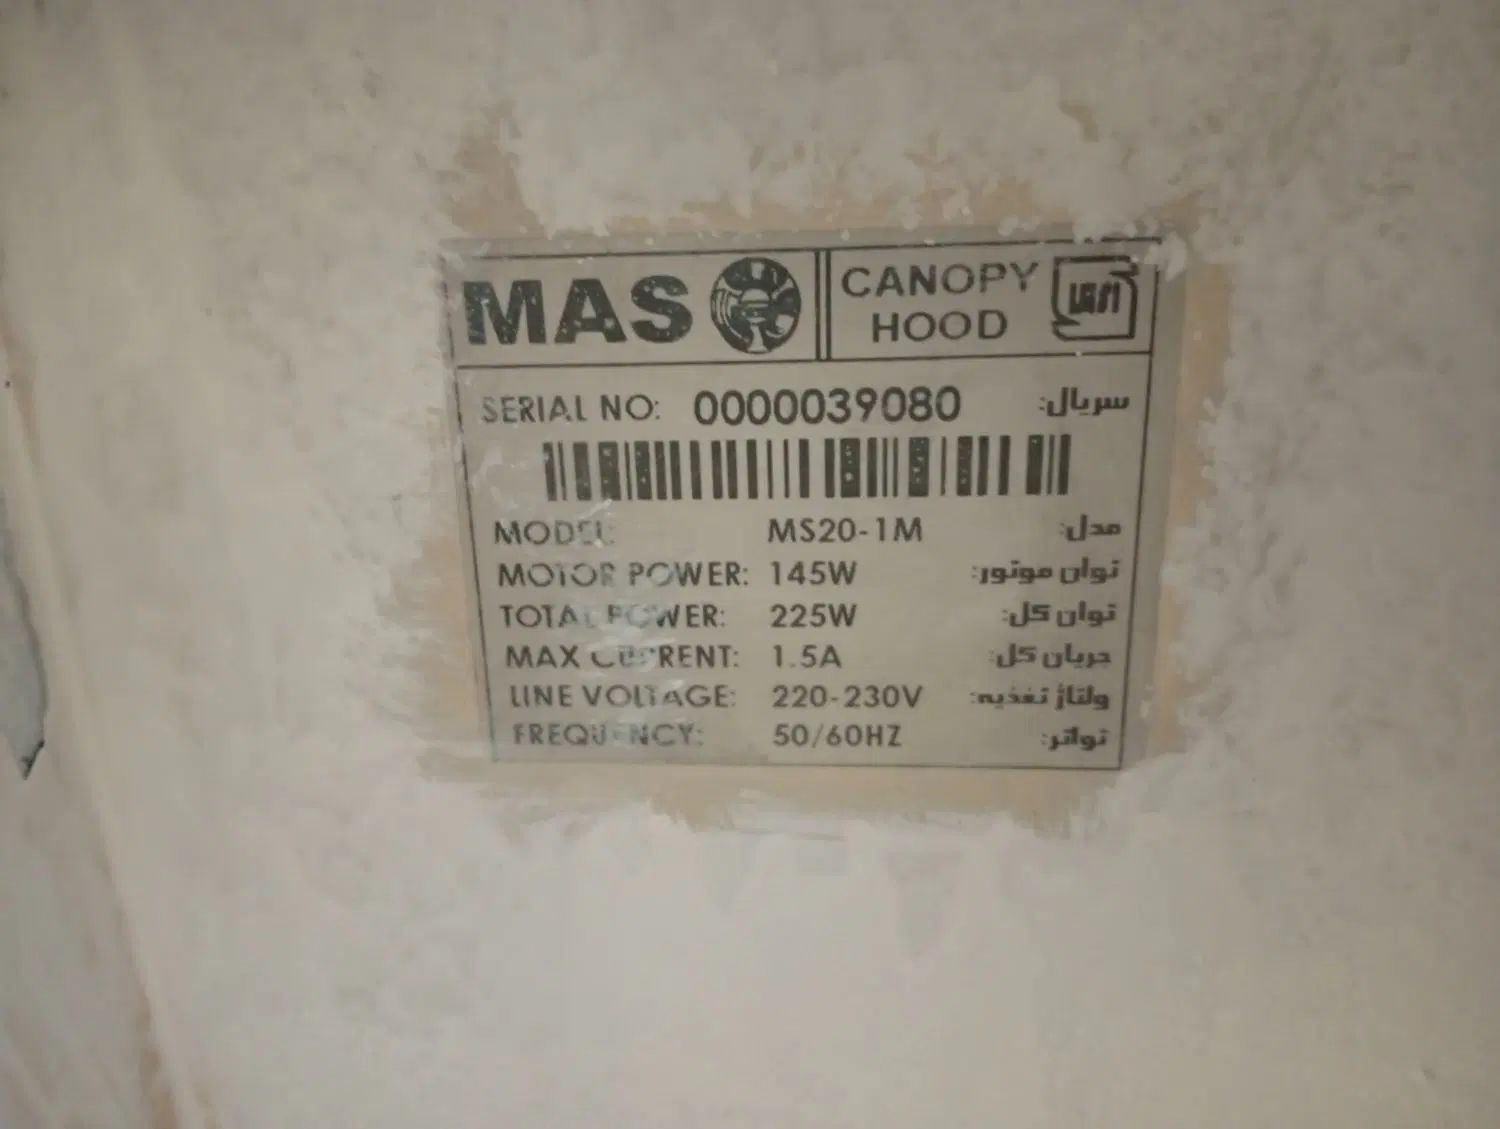 MAS CANOPY HOOD
SERIAL NO: 0000039080 سریال:
MODEL: MS20-1M مدل:
MOTOR POWER: 145W توان موتور:
TOTAL POWER: 225W توان کل:
MAX CURRENT: 1.5A جریان کل:
LINE VOLTAGE: 220-230V ولتاژ تغذیه:
FREQUENCY: 50/60HZ تواتر: